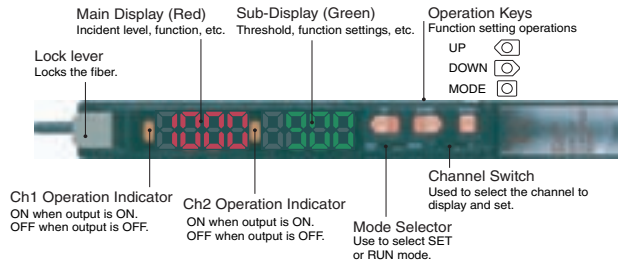 Main Display (Red)
Incident level, function, etc.
Sub-Display (Green)
Threshold, function settings, etc.
Operation Keys
Function setting operations
UP
DOWN
MODE
Lock lever
Locks the fiber.
1000 900
Ch1 Operation Indicator
ON when output is ON.
OFF when output is OFF.
Ch2 Operation Indicator
ON when output is ON.
OFF when output is OFF.
Mode Selector
Use to select SET
or RUN mode.
Channel Switch
Used to select the channel to
display and set.